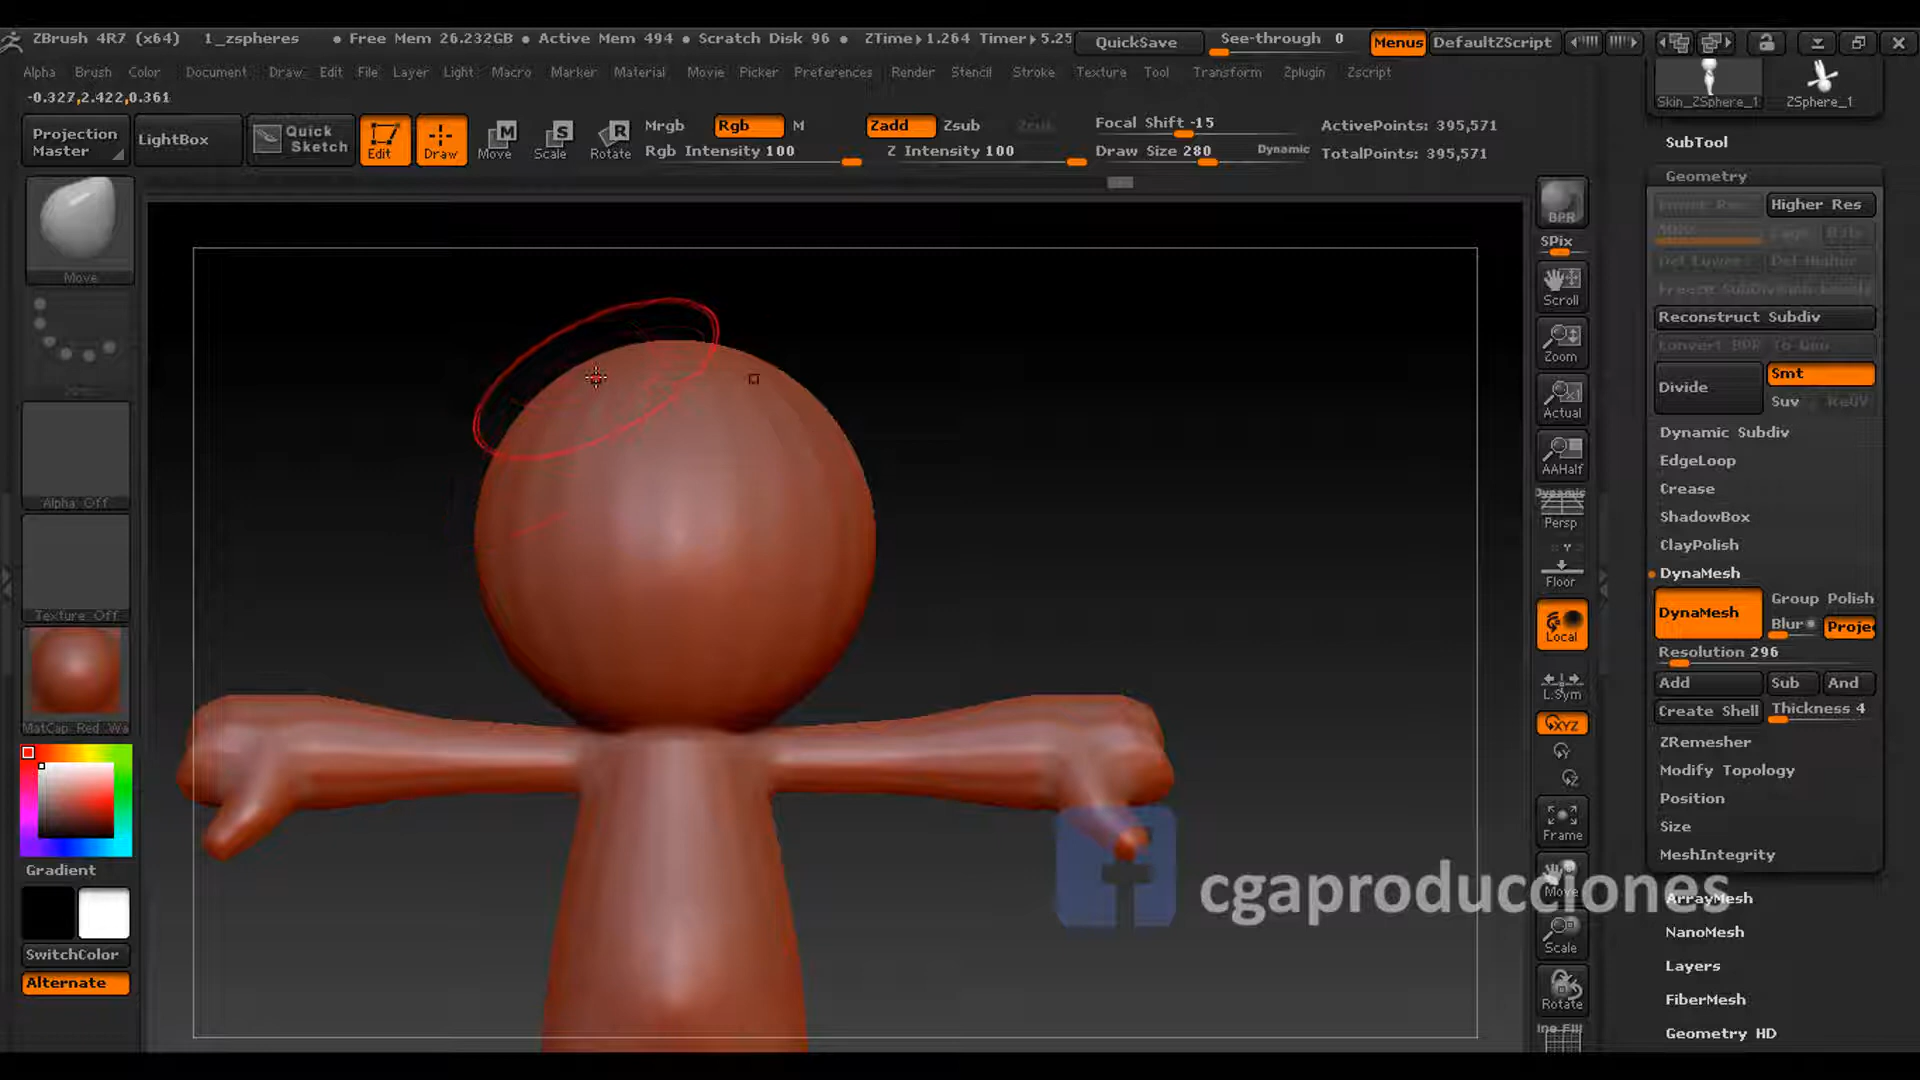 ZBrush 4R7 (x64) 1_zspheres • Free Mem 26.232GB • Active Mem 494 • Scratch Disk 96 • ZTime▸1.264 Timer▸5.25 QuickSave See-through 0 Menus DefaultZScript
Alpha Brush Color Document Draw Edit File Layer Light Macro Marker Material Movie Picker Preferences Render Stencil Stroke Texture Tool Transform Zplugin Zscript
-0.327,2.422,0.361
Projection Master
LightBox
Quick Sketch
Edit
Draw
Move
Scale
Rotate
Mrgb Rgb M
Rgb Intensity 100
Zadd Zsub
Z Intensity 100
Focal Shift -15
Draw Size 280 Dynamic
ActivePoints: 395,571
TotalPoints: 395,571
Move
Alpha Off
Texture Off
MatCap Red Wa
Gradient
SwitchColor
Alternate
BPR
SPix
Scroll
Zoom
Actual
AAHalf
Dynamic
Persp
Floor
Local
L.Sym
XYZ
Frame
Move
Scale
Rotate
Skin_ZSphere_1 ZSphere_1
SubTool
Geometry
Higher Res
Reconstruct Subdiv
Divide
Smt
Suv ReUV
Dynamic Subdiv
EdgeLoop
Crease
ShadowBox
ClayPolish
DynaMesh
DynaMesh
Group Polish
Blur Projec
Resolution 296
Add Sub And
Create Shell Thickness 4
ZRemesher
Modify Topology
Position
Size
MeshIntegrity
ArrayMesh
NanoMesh
Layers
FiberMesh
Geometry HD
cgaproducciones